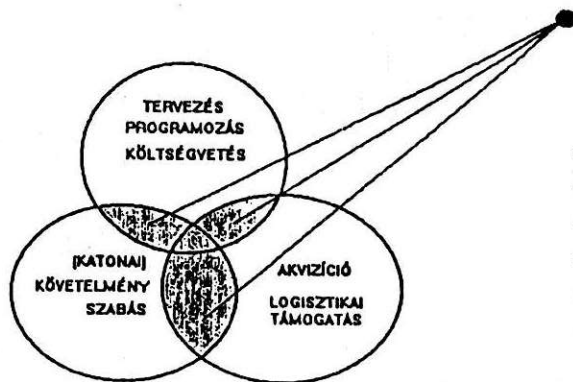 TERVEZÉS
PROGRAMOZÁS
KÖLTSÉGVETÉS
(KATONAI)
KÖVETELMÉNY
SZABÁS
AKVIZÍCIÓ
LOGISZTIKAI
TÁMOGATÁS